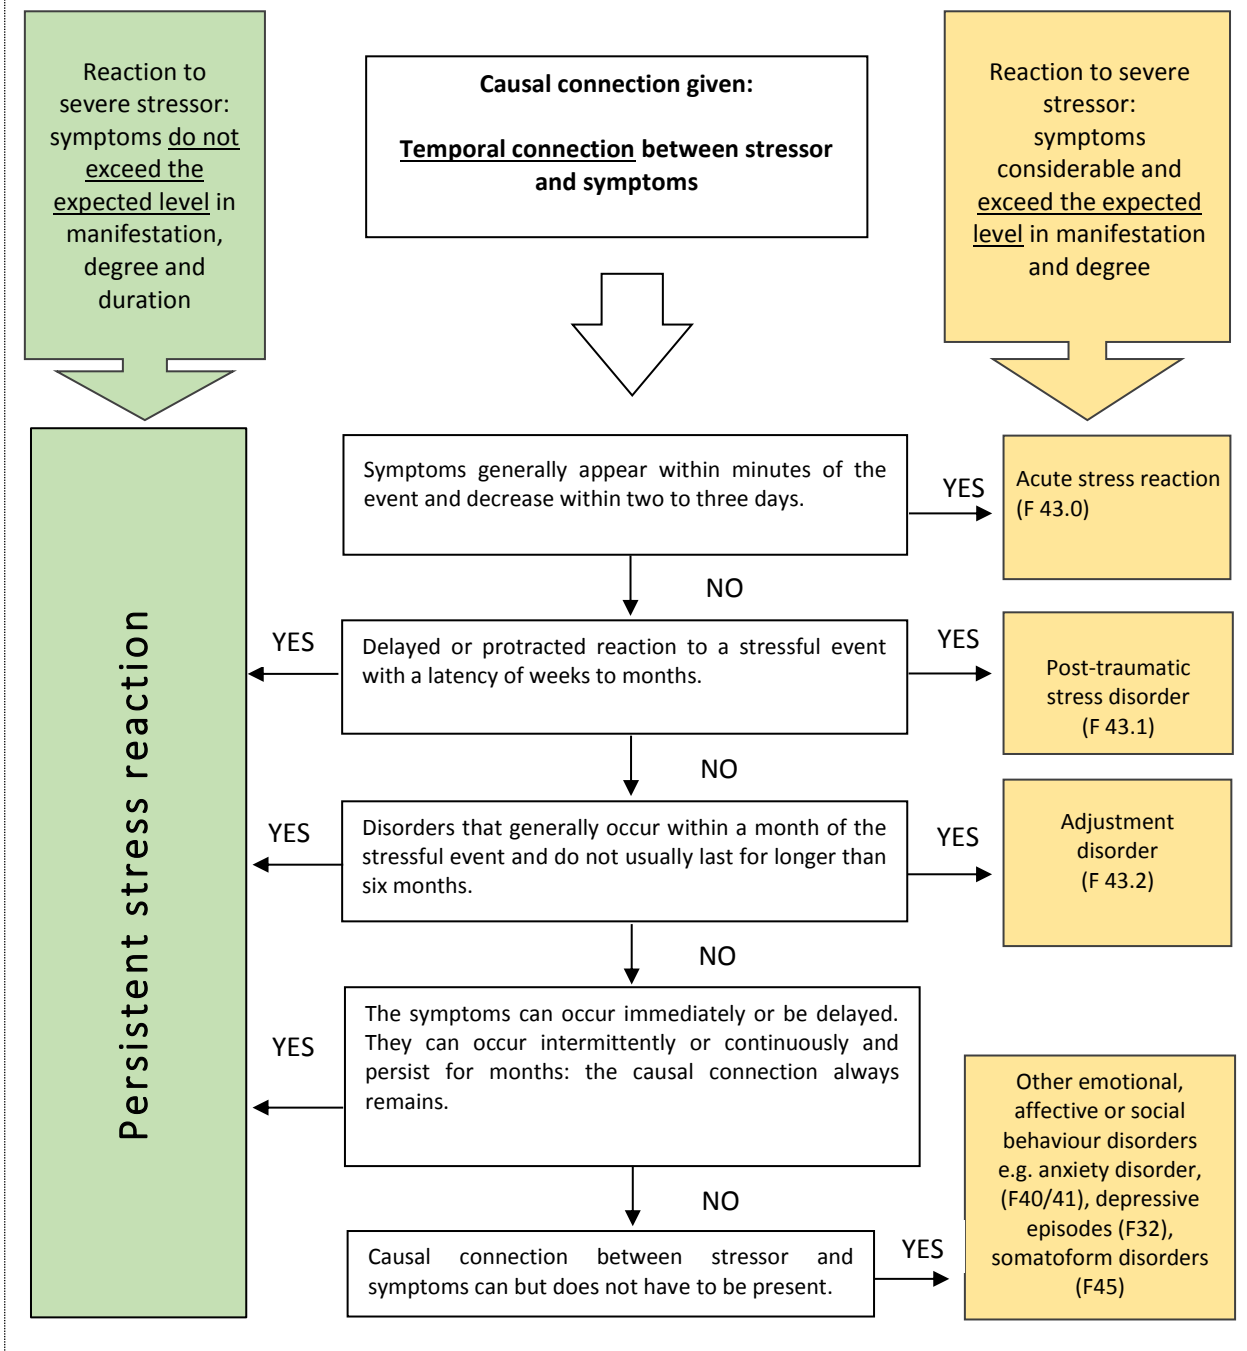 Reaction to
severe stressor:
symptoms do not
exceed the
expected level in
manifestation,
degree and
duration
Causal connection given:
Temporal connection between stressor
and symptoms
Reaction to severe
stressor:
symptoms
considerable and
exceed the expected
level in manifestation
and degree
Persistent stress reaction
Symptoms generally appear within minutes of the
event and decrease within two to three days.
YES
Acute stress reaction
(F 43.0)
NO
YES
Delayed or protracted reaction to a stressful event
with a latency of weeks to months.
YES
Post-traumatic
stress disorder
(F 43.1)
NO
YES
Disorders that generally occur within a month of the
stressful event and do not usually last for longer than
six months.
YES
Adjustment
disorder
(F 43.2)
NO
YES
The symptoms can occur immediately or be delayed.
They can occur intermittently or continuously and
persist for months: the causal connection always
remains.
NO
Causal connection between stressor and
symptoms can but does not have to be present.
YES
Other emotional,
affective or social
behaviour disorders
e.g. anxiety disorder,
(F40/41), depressive
episodes (F32),
somatoform disorders
(F45)